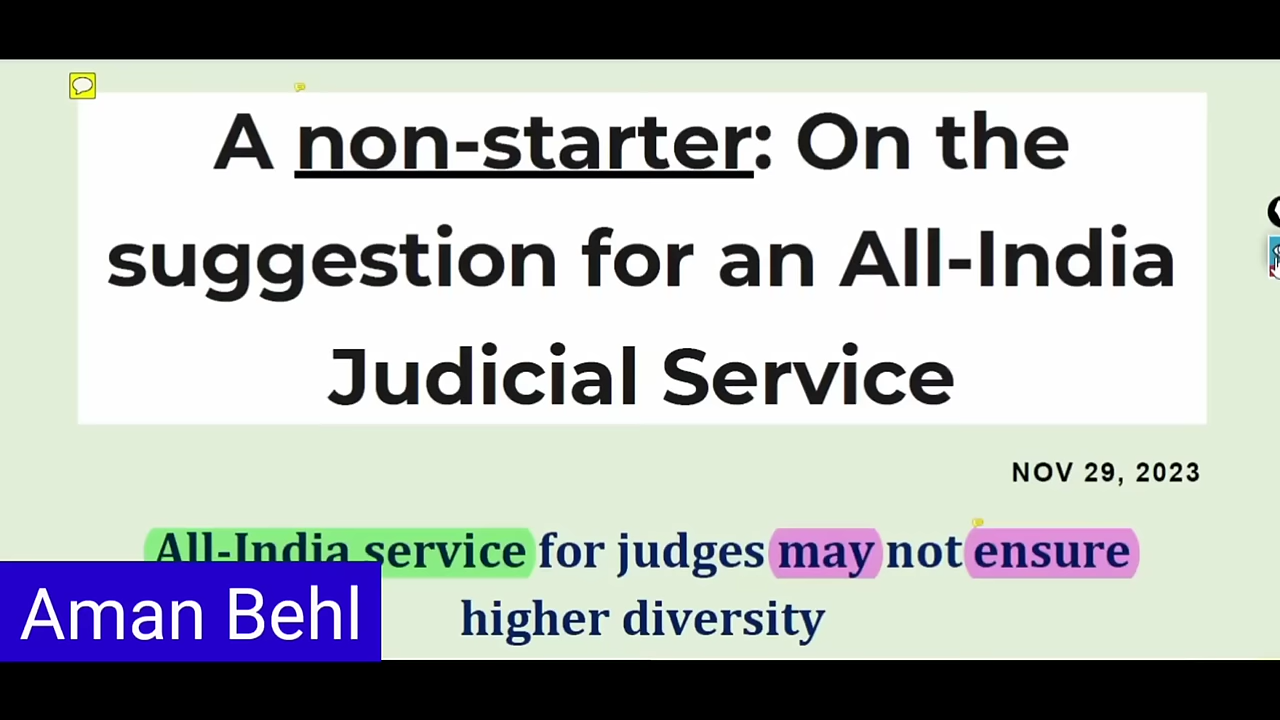 A non-starter: On the
suggestion for an All-India
Judicial Service
NOV 29, 2023
All-India service for judges may not ensure
higher diversity
Aman Behl